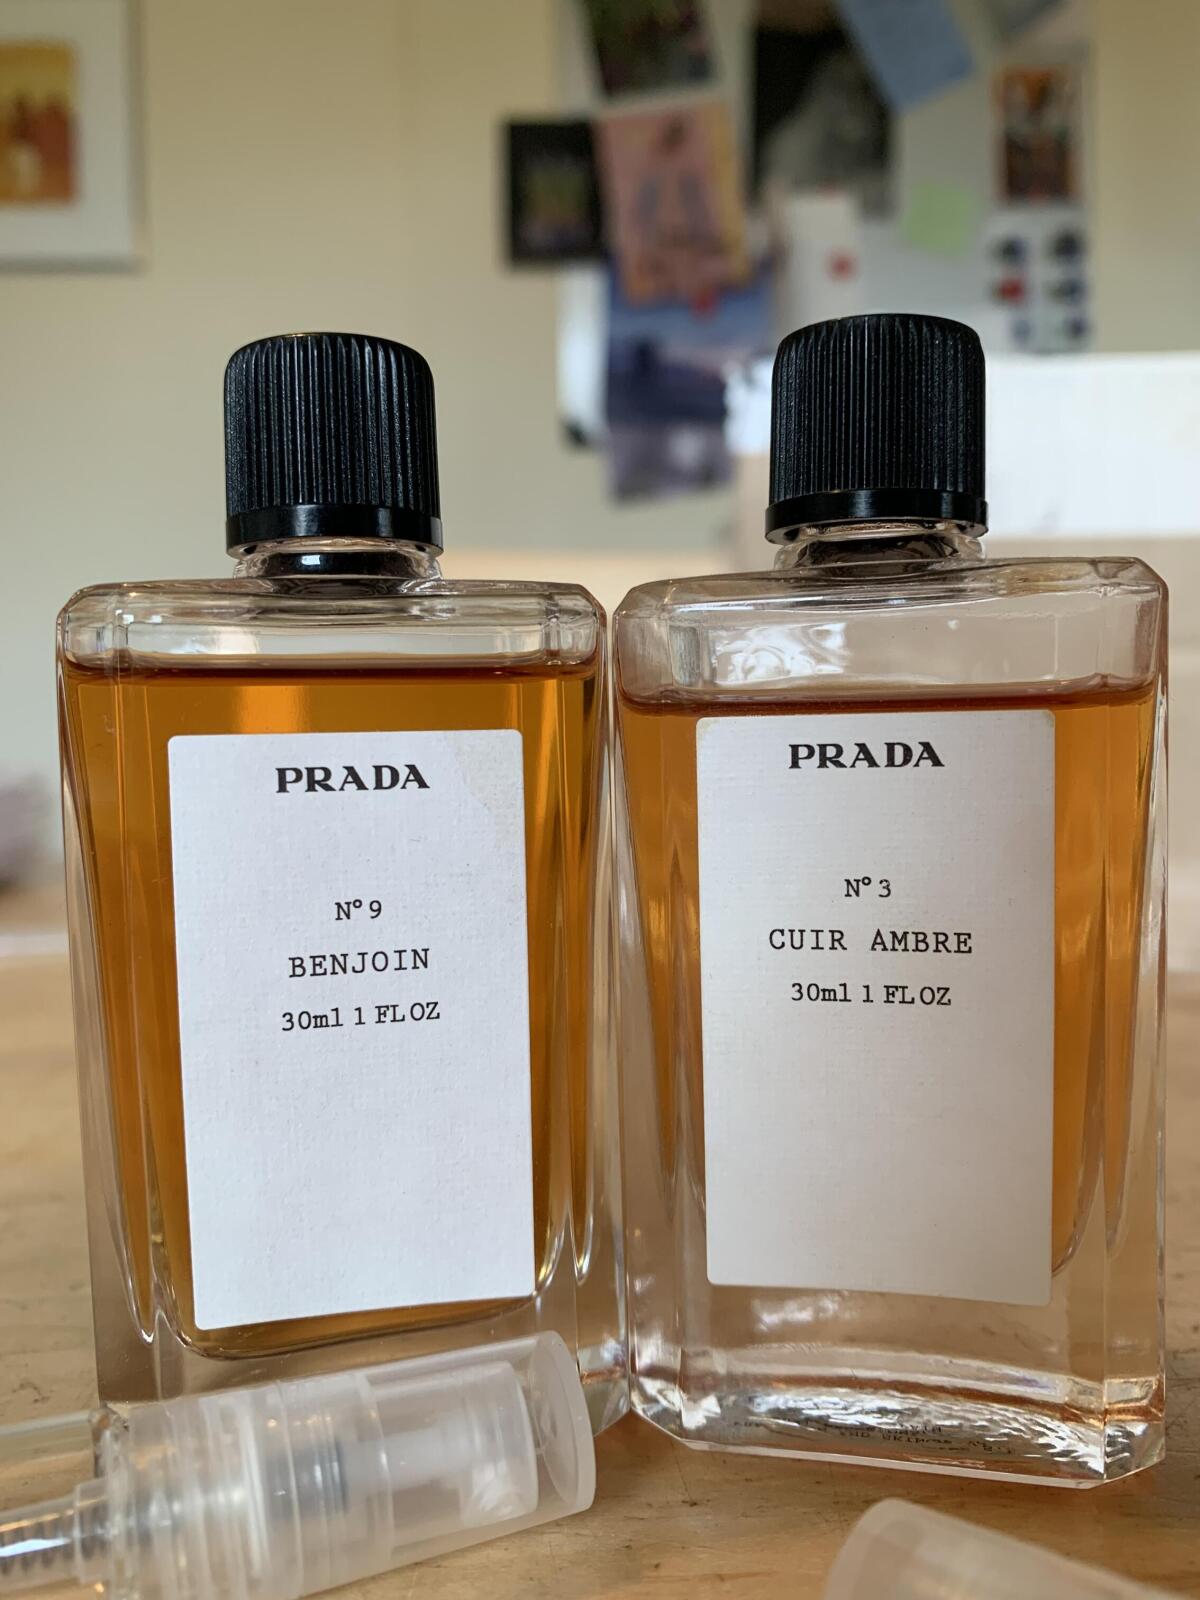 PRADA
N° 9
BENJOIN
30ml 1 FL OZ
PRADA
N° 3
CUIR AMBRE
30ml 1 FL OZ